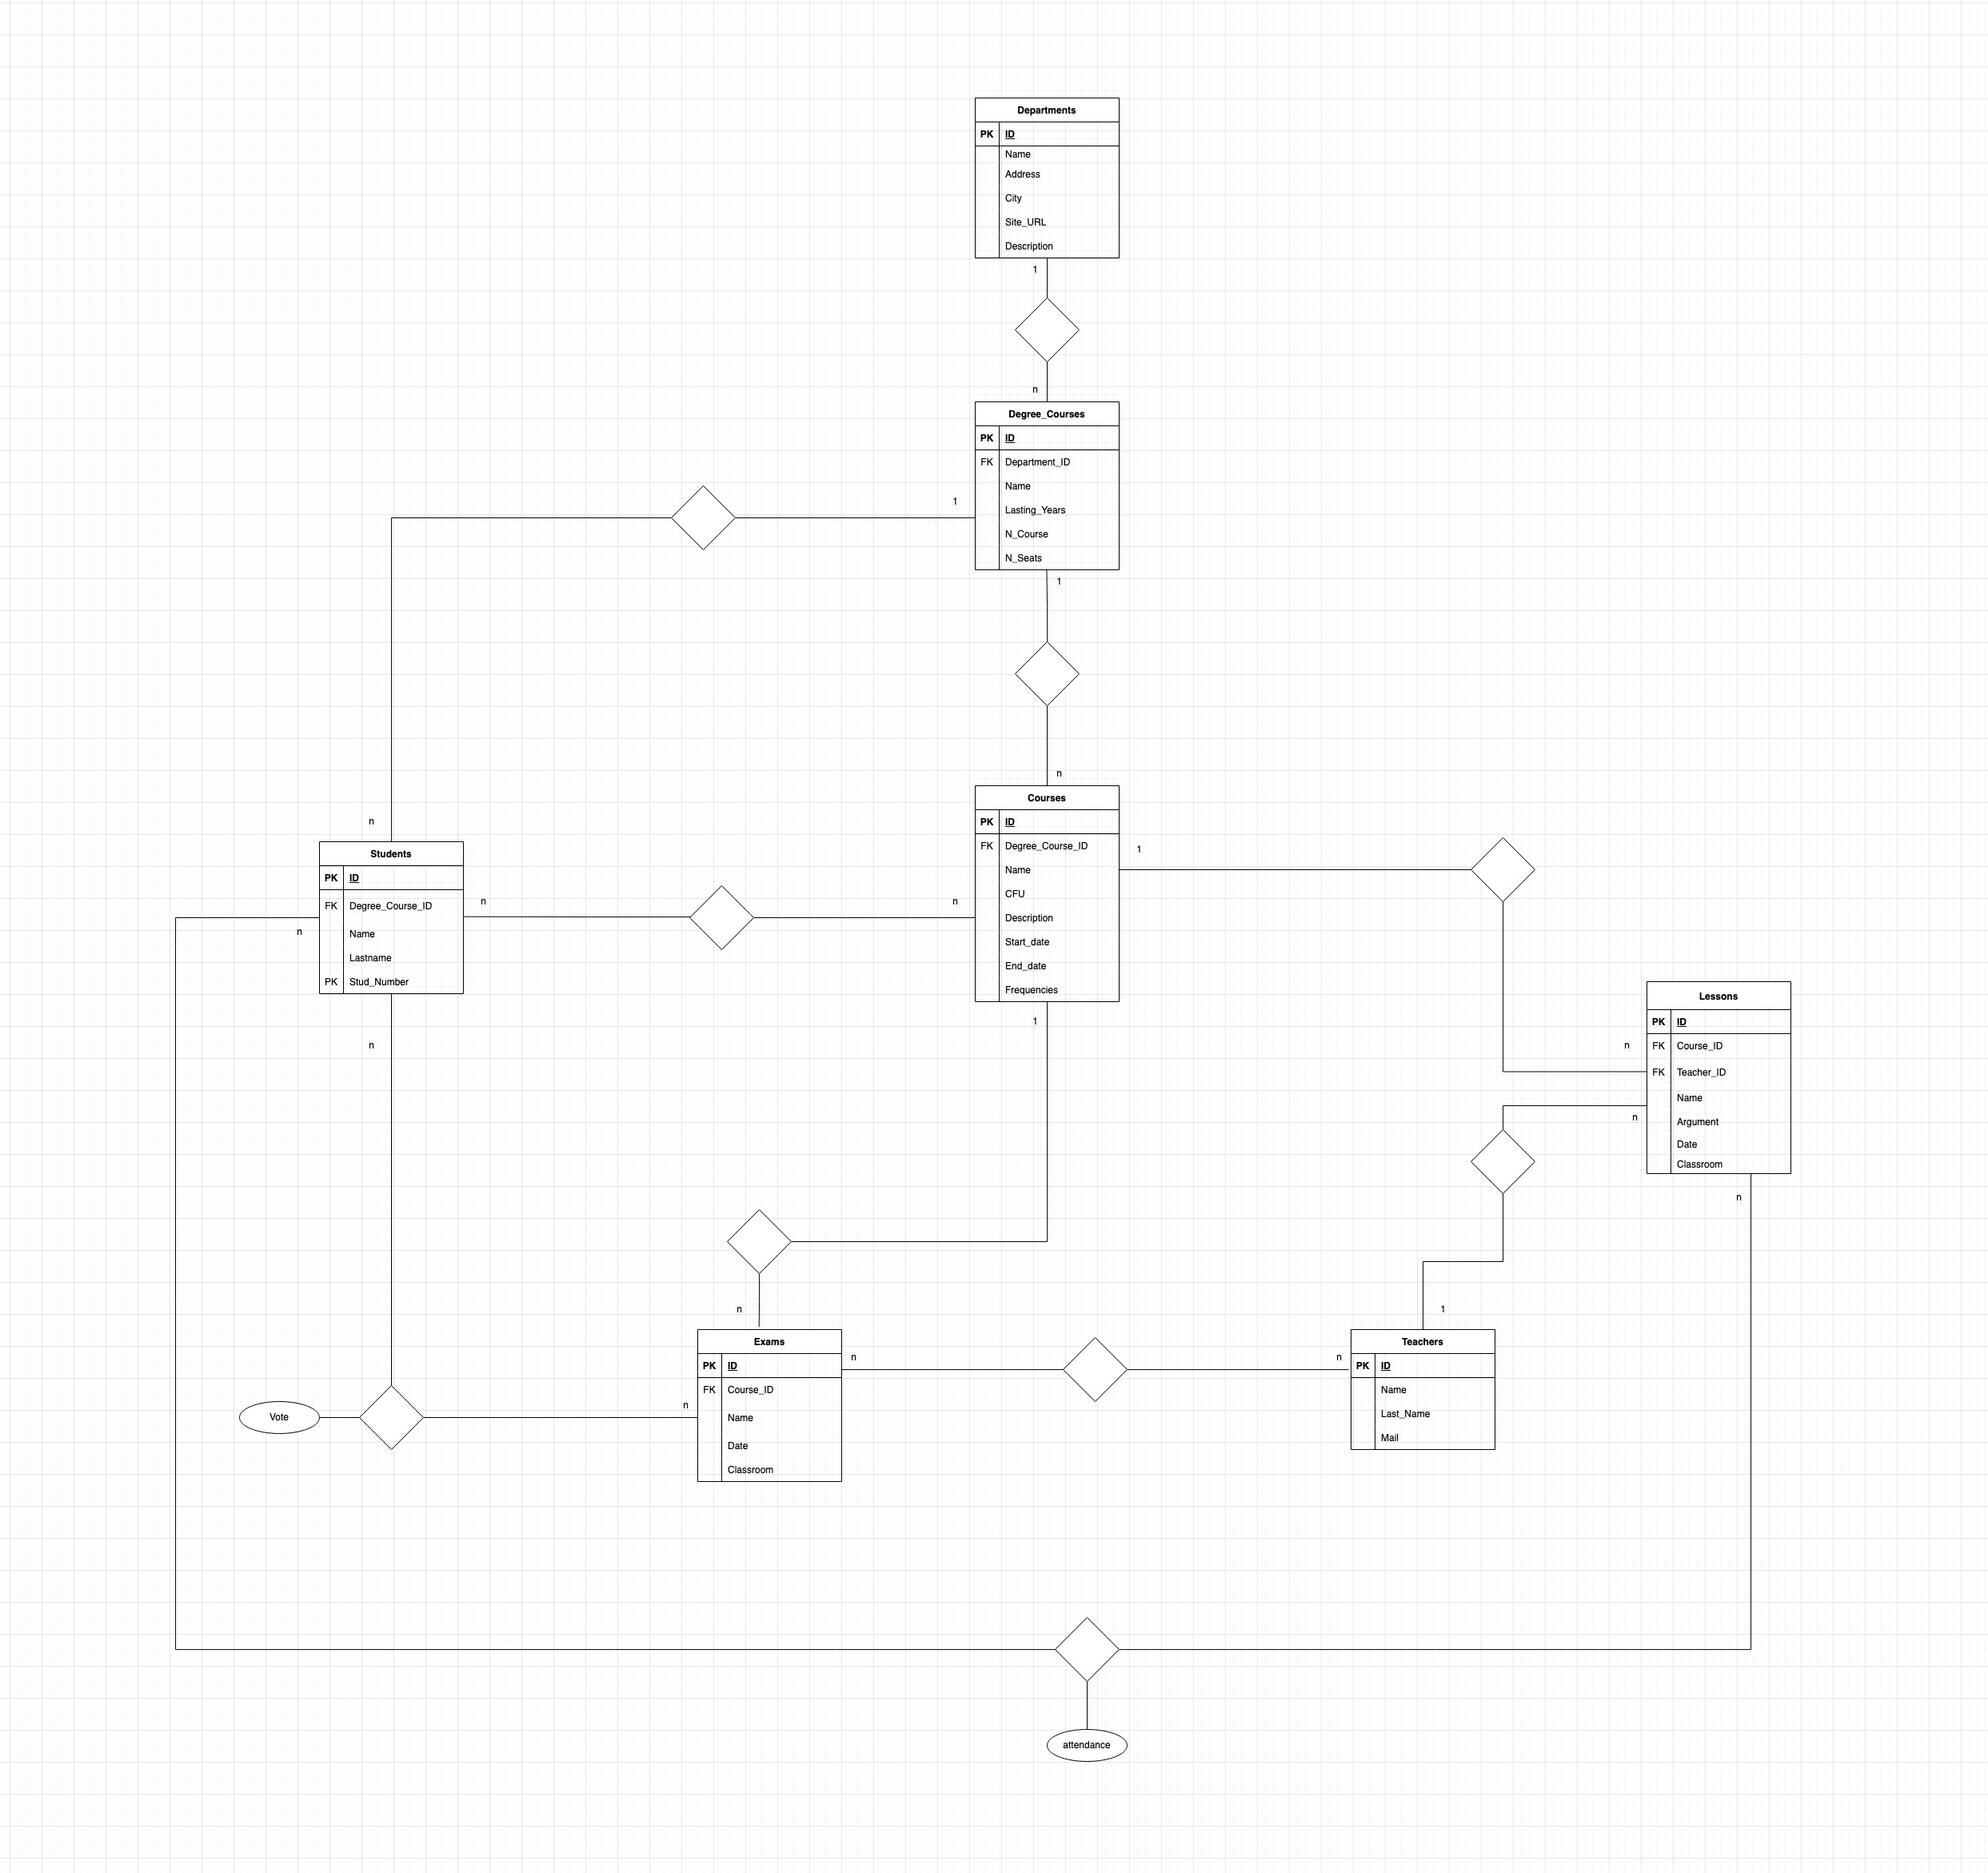 Departments
PK ID
Name
Address
City
Site_URL
Description
1
n
Degree_Courses
PK ID
FK Department_ID
Name
Lasting_Years
N_Course
N_Seats
1
1
n
n
Courses
PK ID
FK Degree_Course_ID
Name
CFU
Description
Start_date
End_date
Frequencies
1
n
1
Students
PK ID
FK Degree_Course_ID
Name
Lastname
PK Stud_Number
n
n
n
Lessons
PK ID
FK Course_ID
FK Teacher_ID
Name
Argument
Date
Classroom
n
n
n
n
1
Exams
PK ID
FK Course_ID
Name
Date
Classroom
n
n
n
Teachers
PK ID
Name
Last_Name
Mail
Vote
attendance